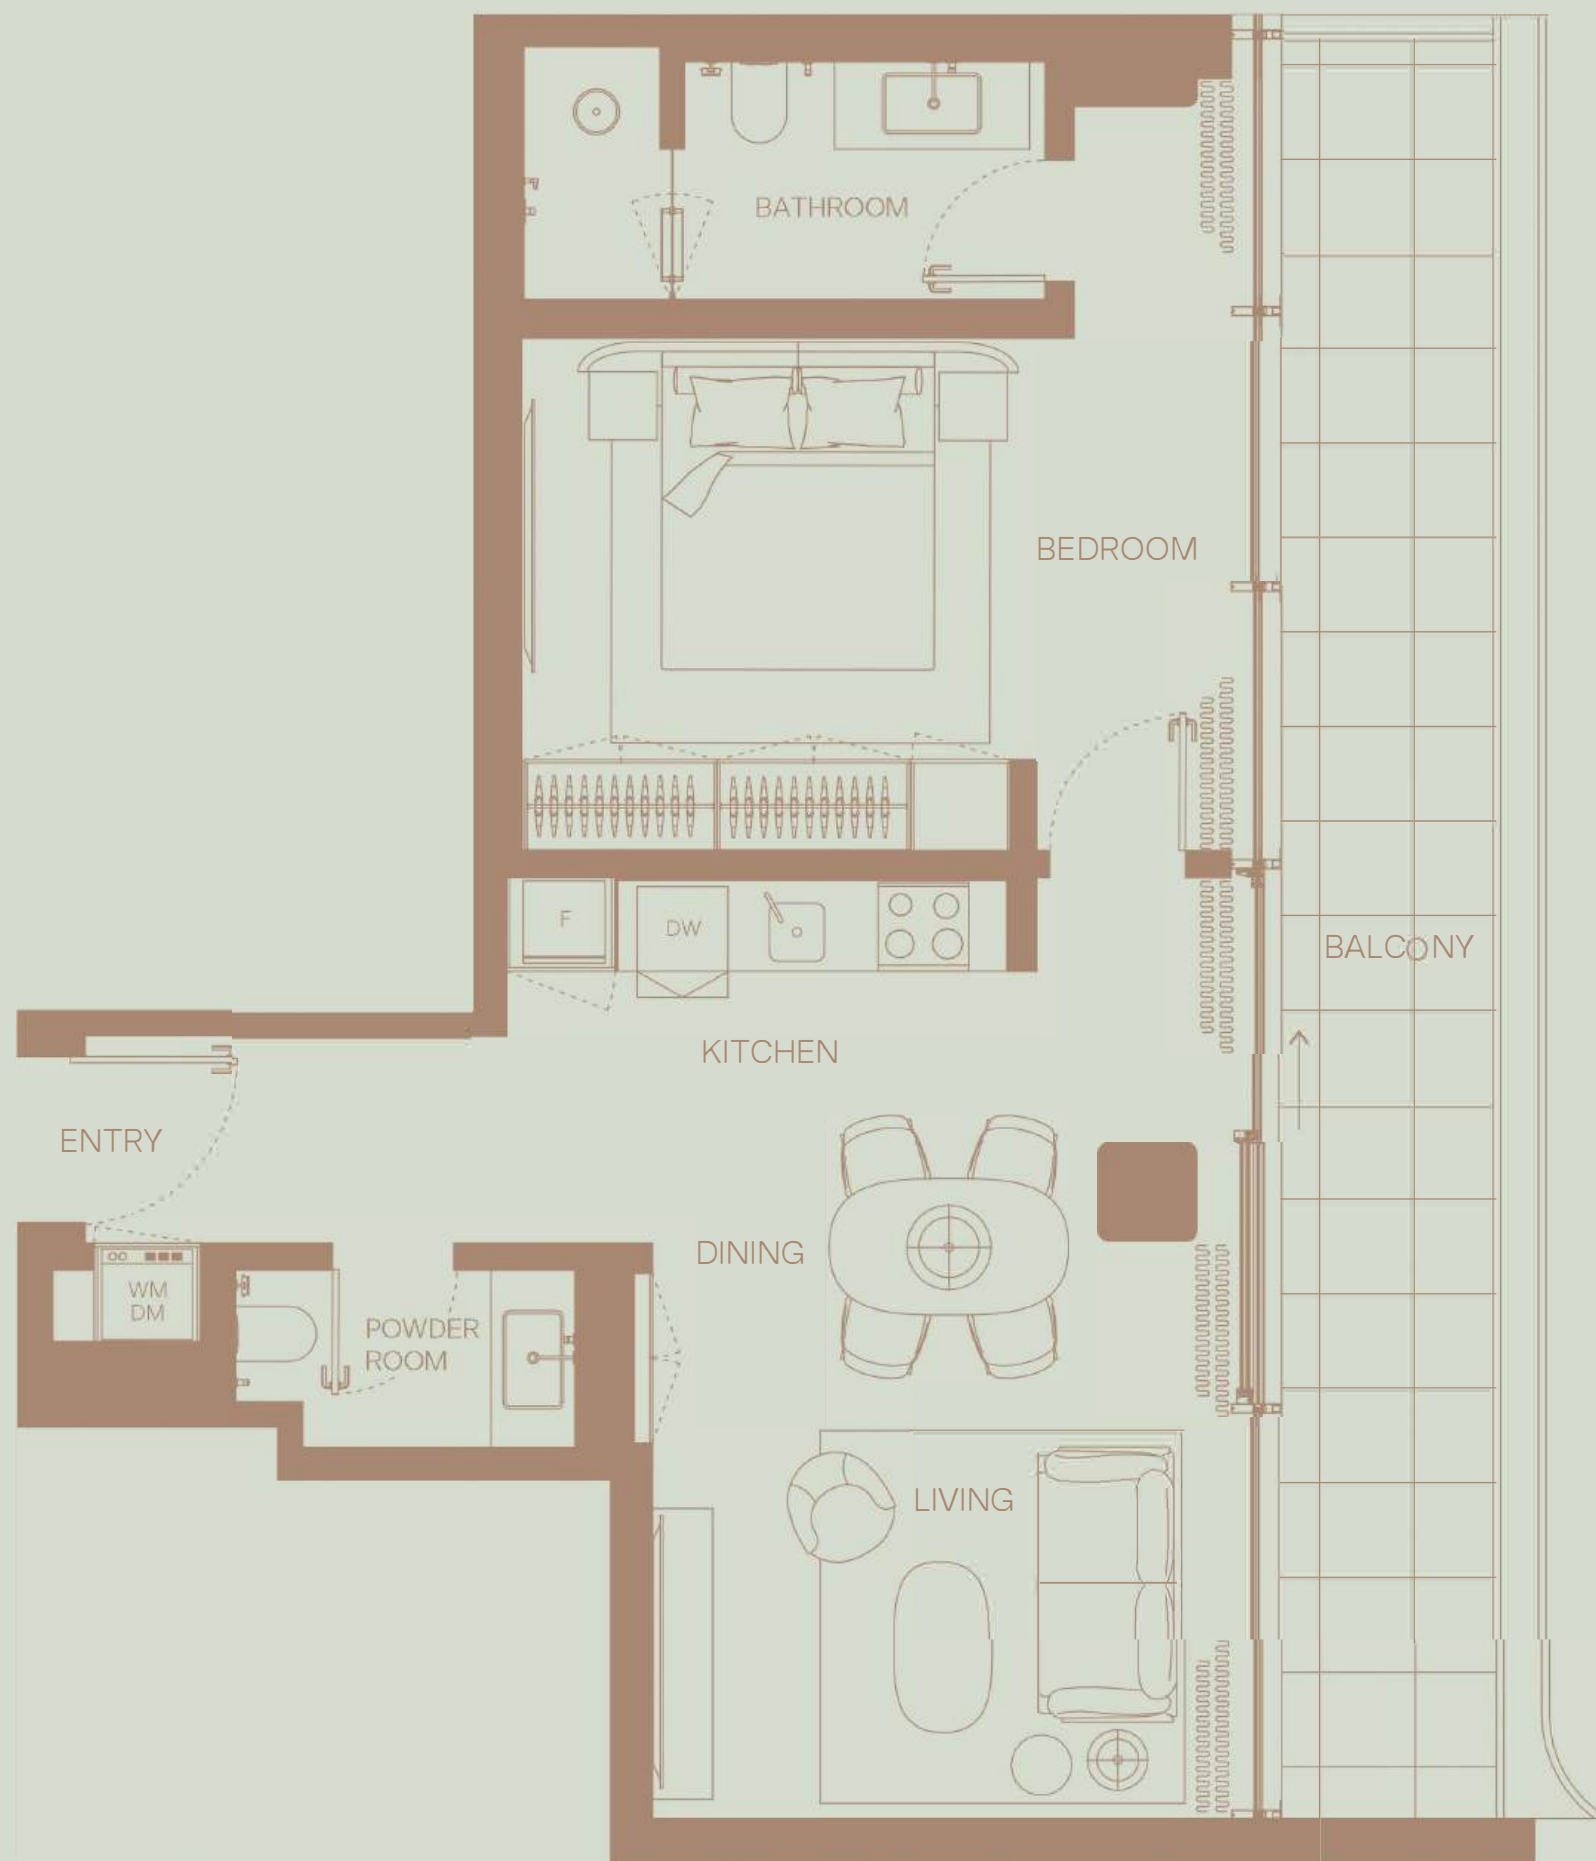 BATHROOM
BEDROOM
F
DW
BALCONY
KITCHEN
ENTRY
DINING
WM
DM
POWDER
ROOM
LIVING